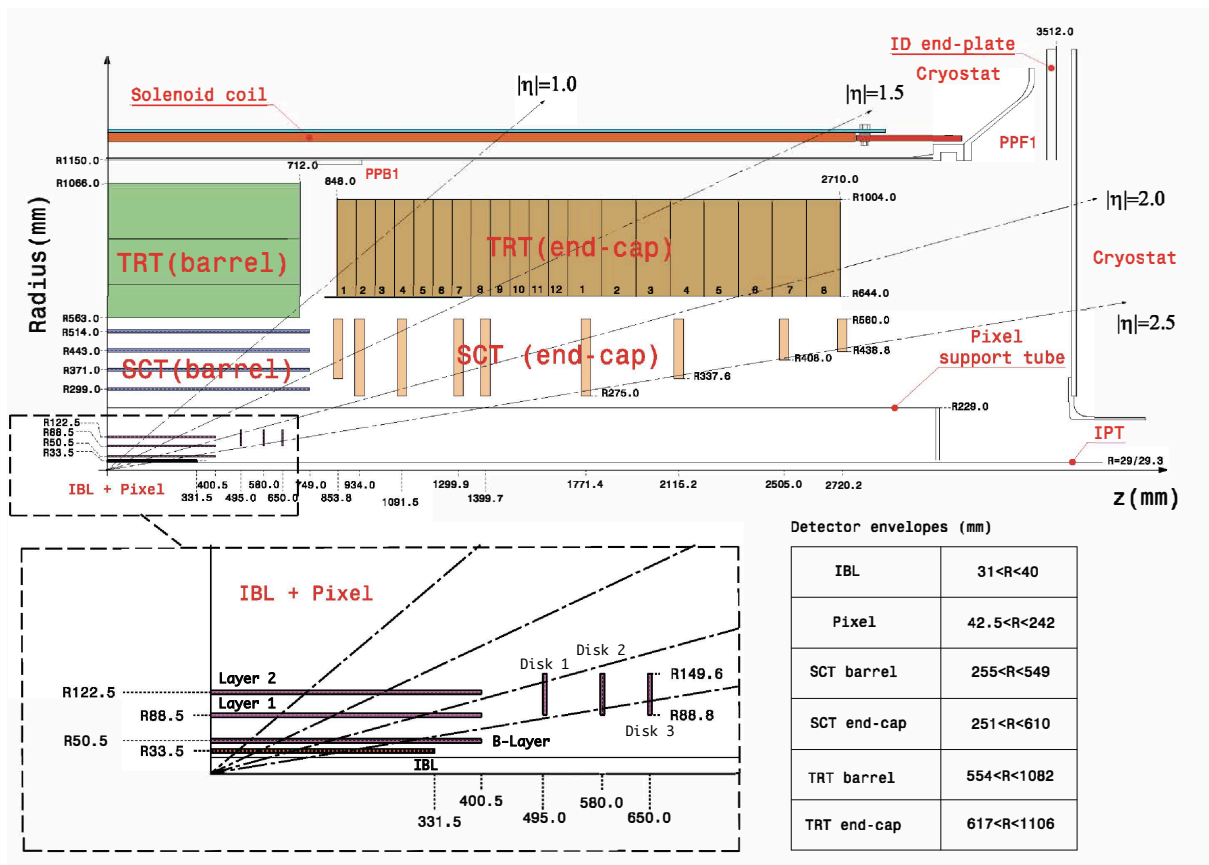 3512.0
ID end-plate
Cryostat
|η|=1.0
|η|=1.5
Solenoid coil
PPF1
R1150.0
712.0
PPB1
R1066.0
848.0
2710.0
R1004.0
|η|=2.0
Radius(mm)
TRT(barrel)
TRT(end-cap)
Cryostat
1 2 3 4 5 6 7 8 9 10 11 12 1 2 3 4 5 6 7 8
R644.0
R563.0
R514.0
R560.0
|η|=2.5
R443.0
SCT(barrel)
SCT (end-cap)
R438.8
R408.0
Pixel
support tube
R371.0
R337.6
R299.0
R275.0
R229.0
R122.5
R88.5
R50.5
R33.5
IPT
R=29/29.3
IBL + Pixel
400.5 580.0 749.0 934.0 1299.9 1771.4 2115.2 2505.0 2720.2
331.5 495.0 650.0 853.8 1091.5 1399.7
z(mm)
Detector envelopes (mm)
IBL 31<R<40
Pixel 42.5<R<242
SCT barrel 255<R<549
SCT end-cap 251<R<610
TRT barrel 554<R<1082
TRT end-cap 617<R<1106
IBL + Pixel
Disk 1
Disk 2
Layer 2
R149.6
R122.5
Layer 1
R88.5
R88.8
Disk 3
R50.5
B-Layer
R33.5
IBL
400.5
331.5
495.0
580.0
650.0